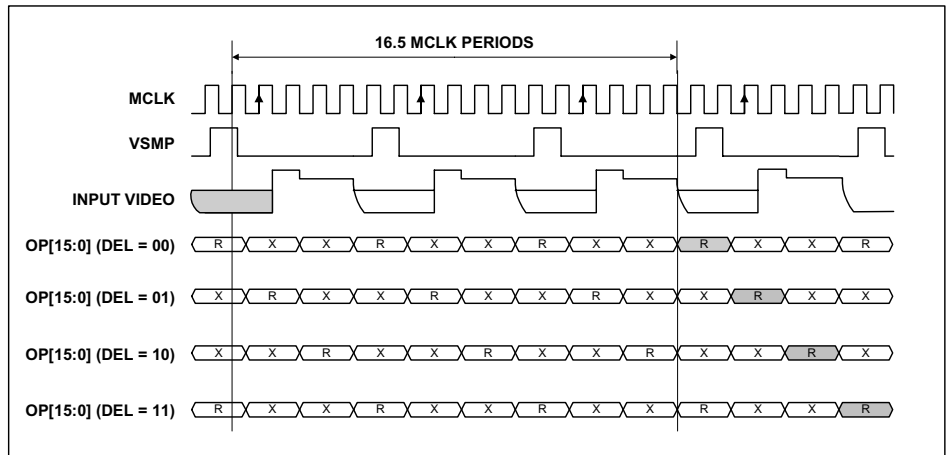 16.5 MCLK PERIODS
MCLK
VSMP
INPUT VIDEO
OP[15:0] (DEL = 00) R X X R X X R X X R X X R
OP[15:0] (DEL = 01) X R X X R X X R X X R X X
OP[15:0] (DEL = 10) X X R X X R X X R X X R X
OP[15:0] (DEL = 11) R X X R X X R X X R X X R